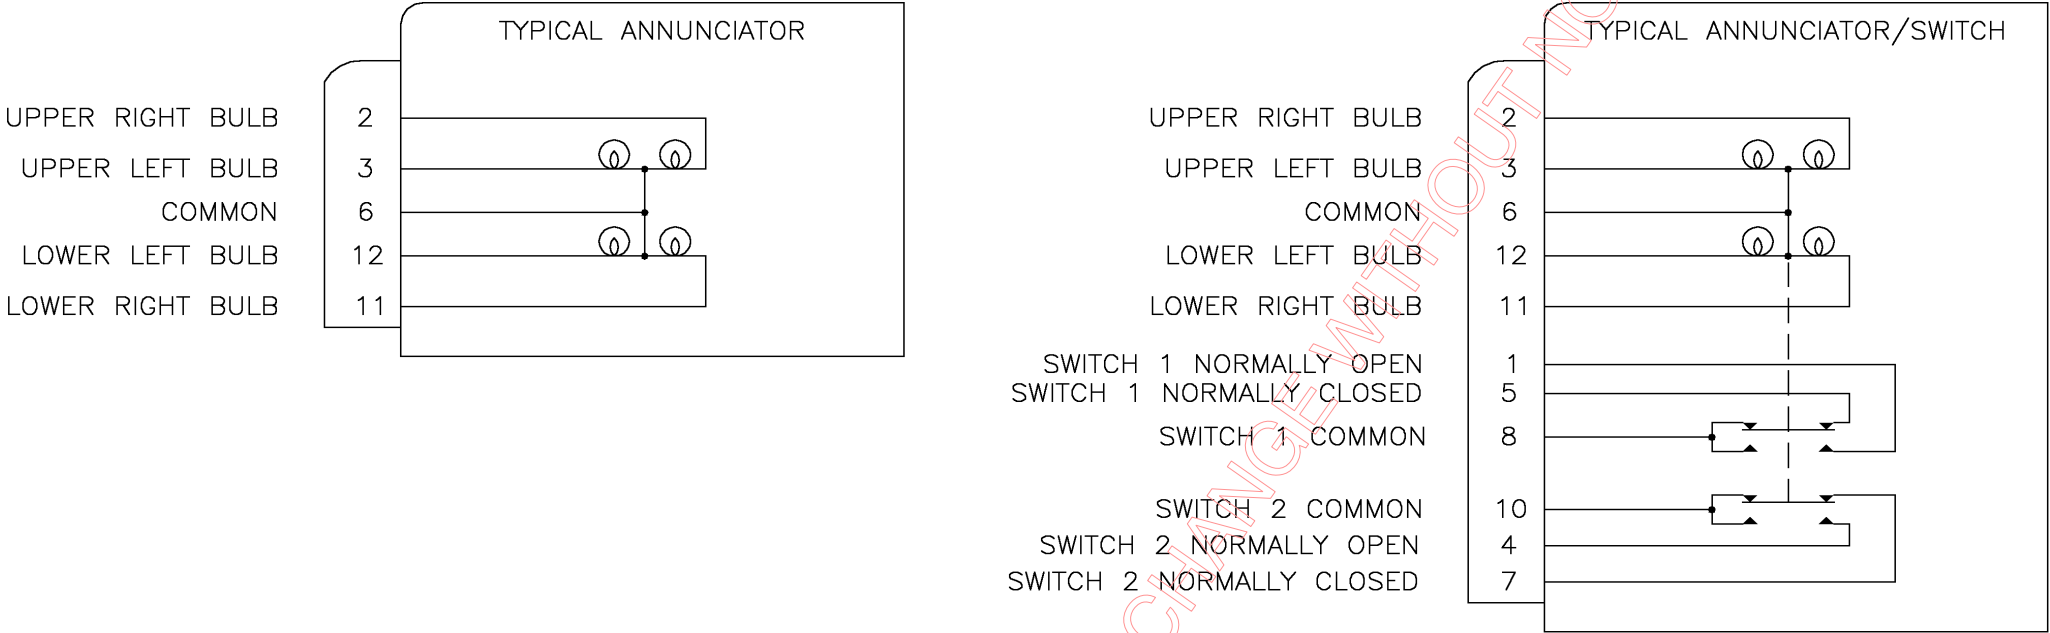 TYPICAL ANNUNCIATOR
UPPER RIGHT BULB 2
UPPER LEFT BULB 3
COMMON 6
LOWER LEFT BULB 12
LOWER RIGHT BULB 11
TYPICAL ANNUNCIATOR/SWITCH
UPPER RIGHT BULB 2
UPPER LEFT BULB 3
COMMON 6
LOWER LEFT BULB 12
LOWER RIGHT BULB 11
SWITCH 1 NORMALLY OPEN 1
SWITCH 1 NORMALLY CLOSED 5
SWITCH 1 COMMON 8
SWITCH 2 COMMON 10
SWITCH 2 NORMALLY OPEN 4
SWITCH 2 NORMALLY CLOSED 7
CHANGE WITHOUT NO